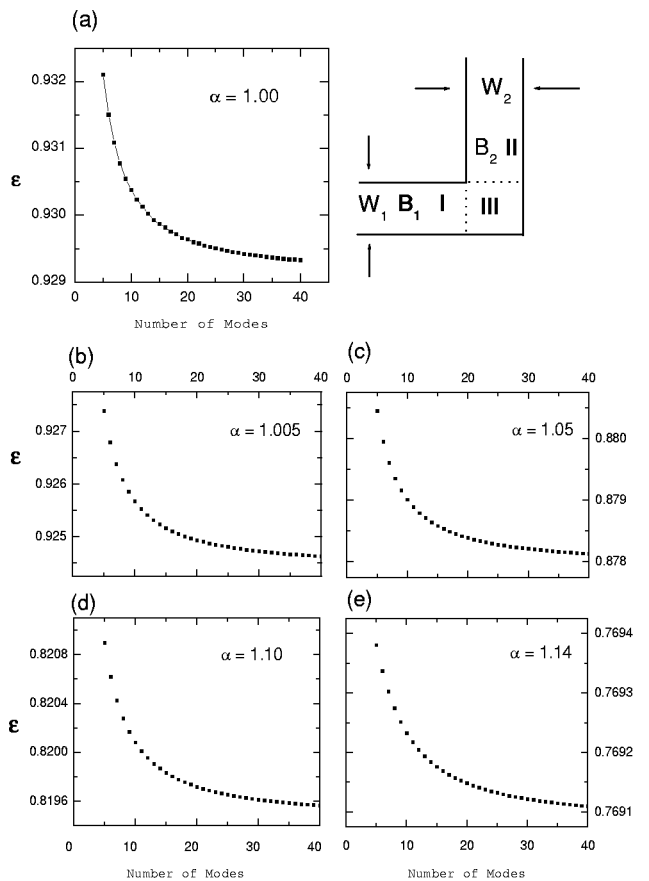 (a)
0.932
0.931
0.930
0.929
ε
α = 1.00
0 10 20 30 40
Number of Modes
W2
B2 II
W1 B1 I III
(b)
0 10 20 30 40
0.927
0.926
0.925
ε
α = 1.005
(c)
0 10 20 30 40
0.880
0.879
0.878
α = 1.05
(d)
0.8208
0.8204
0.8200
0.8196
ε
α = 1.10
0 10 20 30 40
Number of Modes
(e)
0.7694
0.7693
0.7692
0.7691
α = 1.14
0 10 20 30 40
Number of Modes